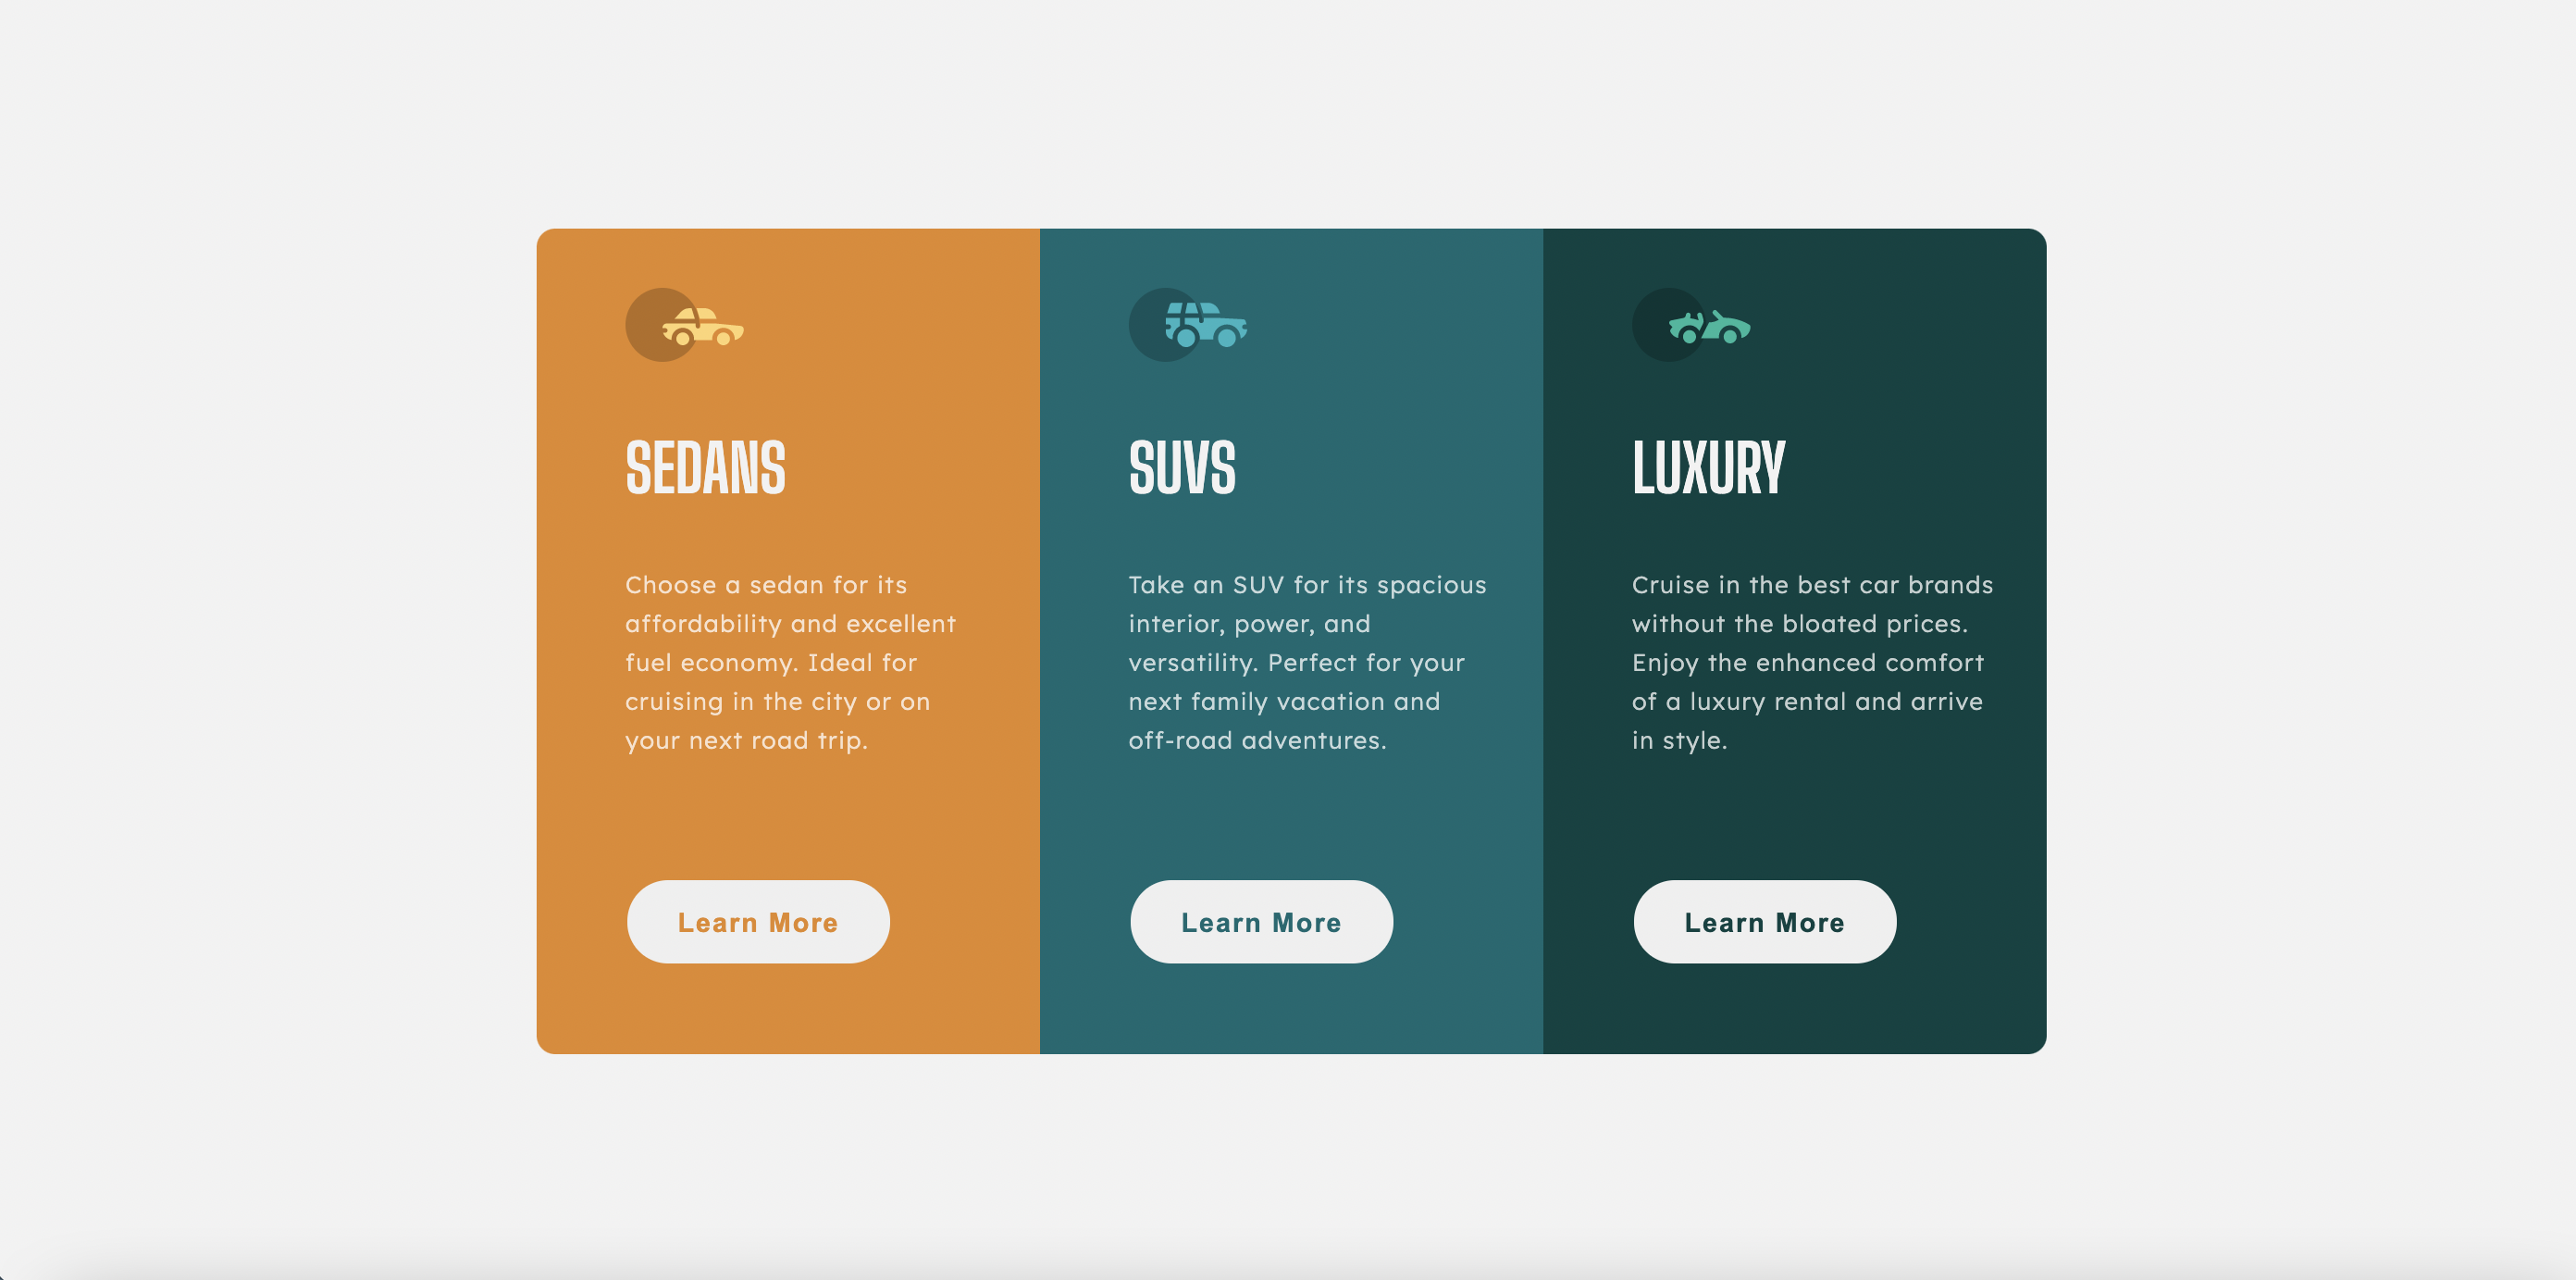 SEDANS
Choose a sedan for its
affordability and excellent
fuel economy. Ideal for
cruising in the city or on
your next road trip.
Learn More
SUVS
Take an SUV for its spacious
interior, power, and
versatility. Perfect for your
next family vacation and
off-road adventures.
Learn More
LUXURY
Cruise in the best car brands
without the bloated prices.
Enjoy the enhanced comfort
of a luxury rental and arrive
in style.
Learn More